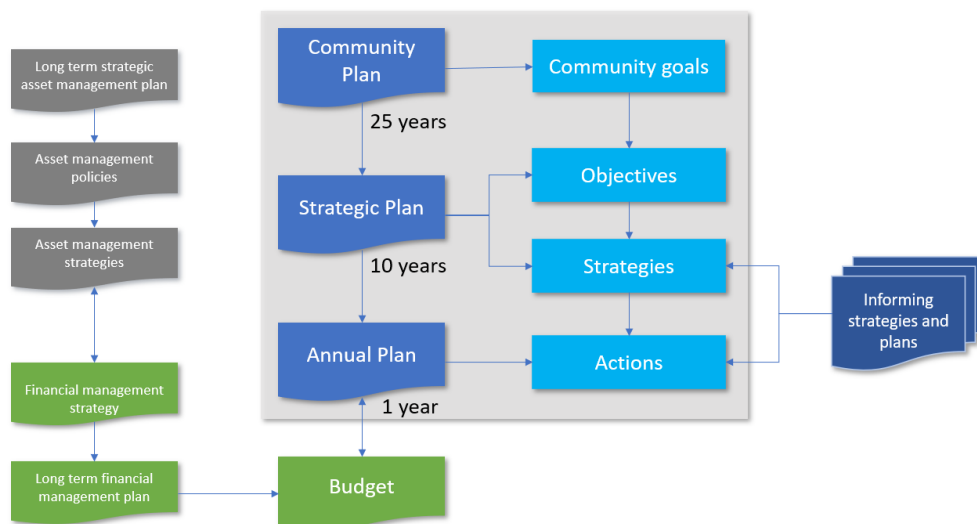 Long term strategic
asset management plan
Asset management
policies
Asset management
strategies
Financial management
strategy
Long term financial
management plan
Community
Plan
25 years
Strategic Plan
10 years
Annual Plan
1 year
Budget
Community goals
Objectives
Strategies
Actions
Informing
strategies and
plans